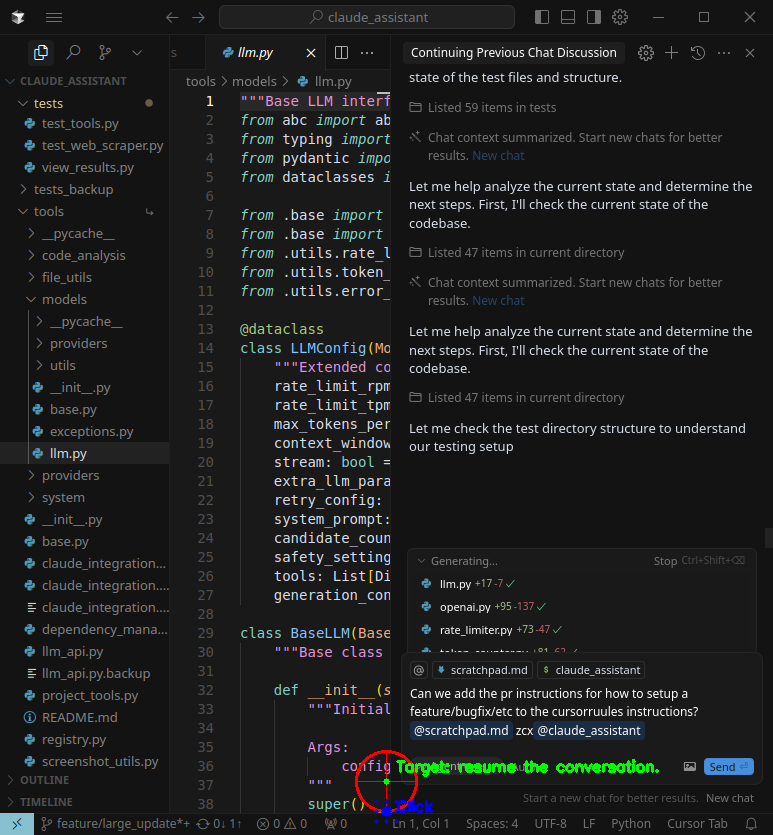 claude_assistant
s
llm.py
Continuing Previous Chat Discussion
CLAUDE_ASSISTANT
tests
test_tools.py
test_web_scraper.py
view_results.py
tests_backup
tools
__pycache__
code_analysis
file_utils
models
__pycache__
providers
utils
__init__.py
base.py
exceptions.py
llm.py
providers
system
__init__.py
base.py
claude_integration...
claude_integration....
claude_integration....
dependency_mana...
llm_api.py
llm_api.py.backup
project_tools.py
README.md
registry.py
screenshot_utils.py
OUTLINE
TIMELINE
tools > models > llm.py
1 """Base LLM interf
2 from abc import ab
3 from typing import
4 from pydantic impo
5 from dataclasses i
6
7 from .base import
8 from .base import
9 from .utils.rate_l
10 from .utils.token_
11 from .utils.error_
12
13 @dataclass
14 class LLMConfig(Mo
15 """Extended co
16 rate_limit_rpm
17 rate_limit_tpm
18 max_tokens_per
19 context_window
20 stream: bool =
21 extra_llm_para
22 retry_config:
23 system_prompt:
24 candidate_coun
25 safety_setting
26 tools: List[Di
27 generation_con
28
29 class BaseLLM(Base
30 """Base class
31
32 def __init__(s
33 """Initial
34
35 Args:
36 config
37 """
38 super()
state of the test files and structure.
Listed 59 items in tests
Chat context summarized. Start new chats for better
results. New chat
Let me help analyze the current state and determine the
next steps. First, I'll check the current state of the
codebase.
Listed 47 items in current directory
Chat context summarized. Start new chats for better
results. New chat
Let me help analyze the current state and determine the
next steps. First, I'll check the current state of the
codebase.
Listed 47 items in current directory
Let me check the test directory structure to understand
our testing setup
Generating... Stop Ctrl+Shift+⌫
llm.py +17 -7
openai.py +95 -137
rate_limiter.py +73 -47
token_counter.py +81 -62
@ scratchpad.md $ claude_assistant
Can we add the pr instructions for how to setup a
feature/bugfix/etc to the cursorruules instructions?
@scratchpad.md zcx @claude_assistant
Target: resume the conversation.
Send
Click
Start a new chat for better results. New chat
feature/large_update*+ 0↓ 1↑ 0 0 0 Ln 1, Col 1 Spaces: 4 UTF-8 LF Python Cursor Tab